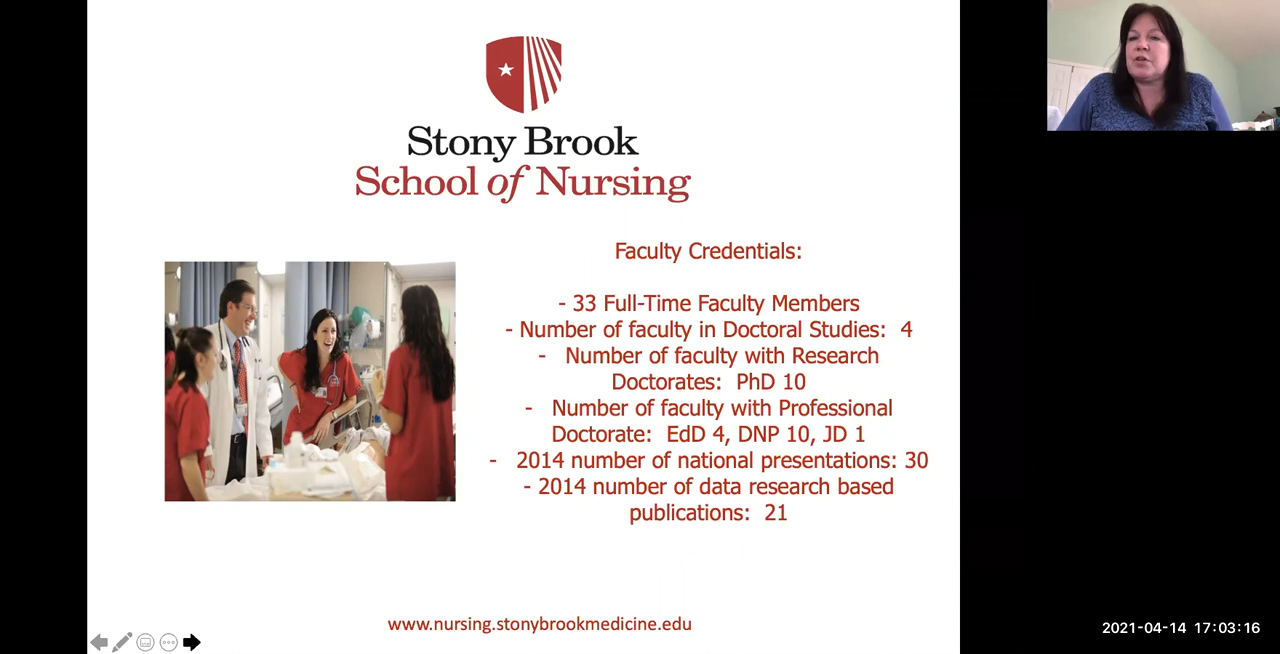 Stony Brook
School of Nursing
Faculty Credentials:
- 33 Full-Time Faculty Members
- Number of faculty in Doctoral Studies:  4
-   Number of faculty with Research
Doctorates:  PhD 10
-   Number of faculty with Professional
Doctorate:  EdD 4, DNP 10, JD 1
-   2014 number of national presentations: 30
- 2014 number of data research based
publications:  21
www.nursing.stonybrookmedicine.edu
2021-04-14 17:03:16